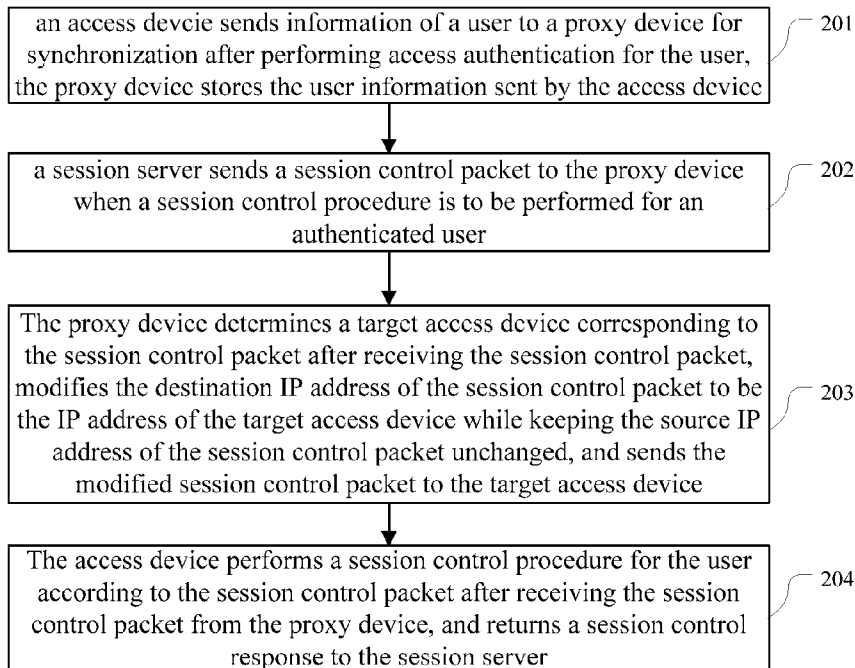 an access devcie sends information of a user to a proxy device for
synchronization after performing access authentication for the user,
the proxy device stores the user information sent by the access device
201
a session server sends a session control packet to the proxy device
when a session control procedure is to be performed for an
authenticated user
202
The proxy device determines a target access device corresponding to
the session control packet after receiving the session control packet,
modifies the destination IP address of the session control packet to be
the IP address of the target access device while keeping the source IP
address of the session control packet unchanged, and sends the
modified session control packet to the target access device
203
The access device performs a session control procedure for the user
according to the session control packet after receiving the session
control packet from the proxy device, and returns a session control
response to the session server
204